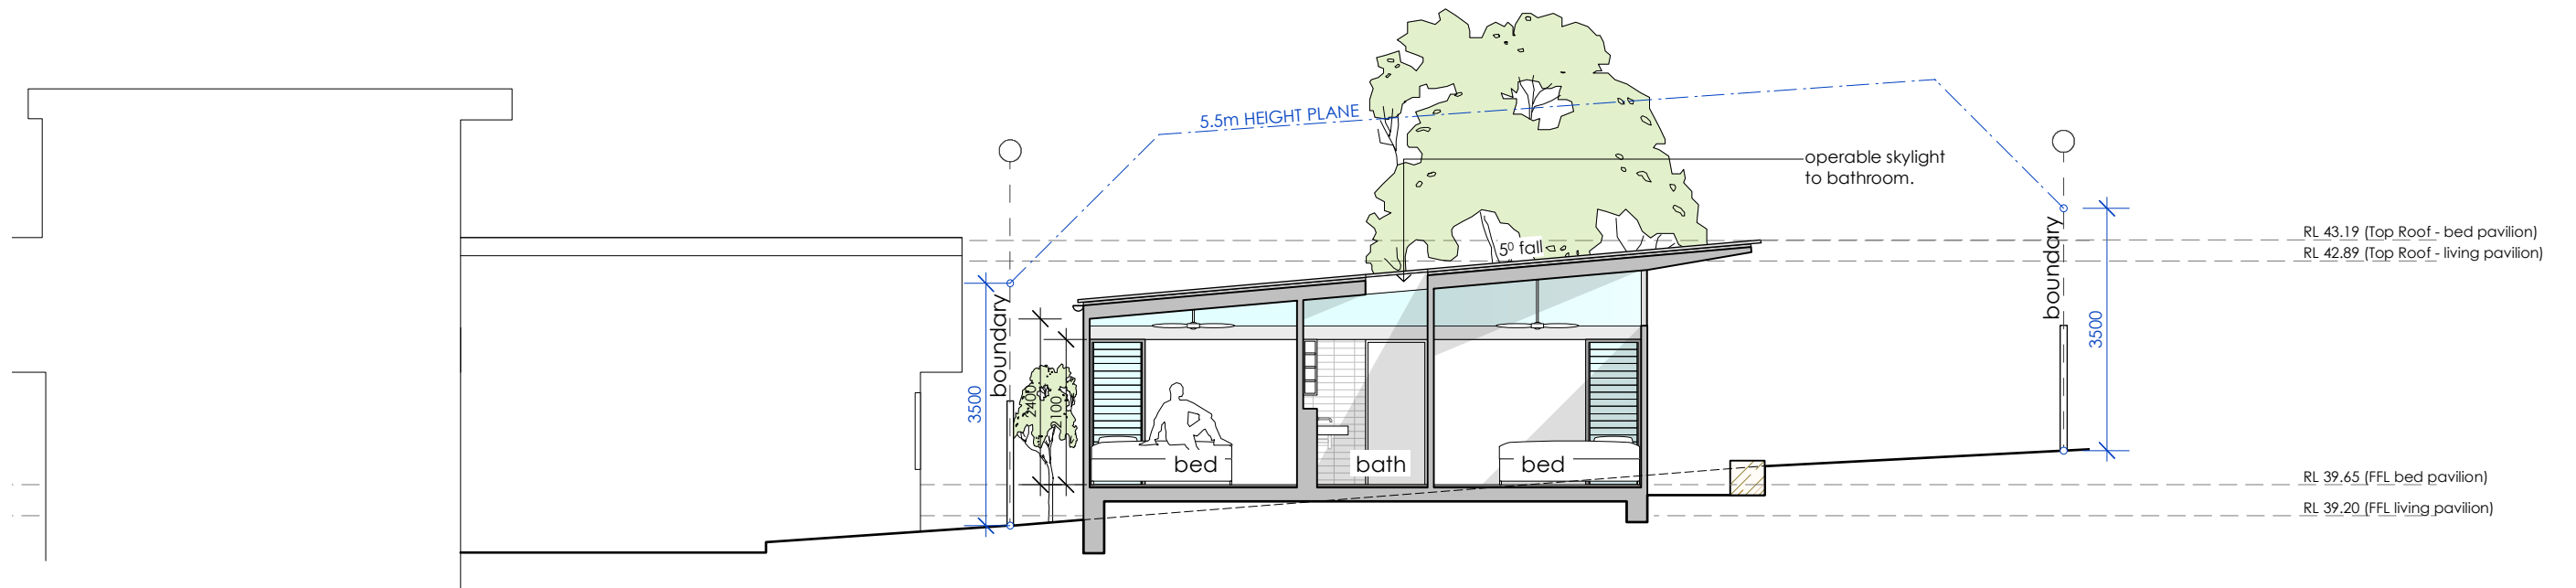 5.5m HEIGHT PLANE
operable skylight
to bathroom.
boundary
boundary
RL 43.19 (Top Roof - bed pavilion)
RL 42.89 (Top Roof - living pavilion)
5⁰ fall
3500
2400
2100
3500
bed
bath
bed
RL 39.65 (FFL bed pavilion)
RL 39.20 (FFL living pavilion)